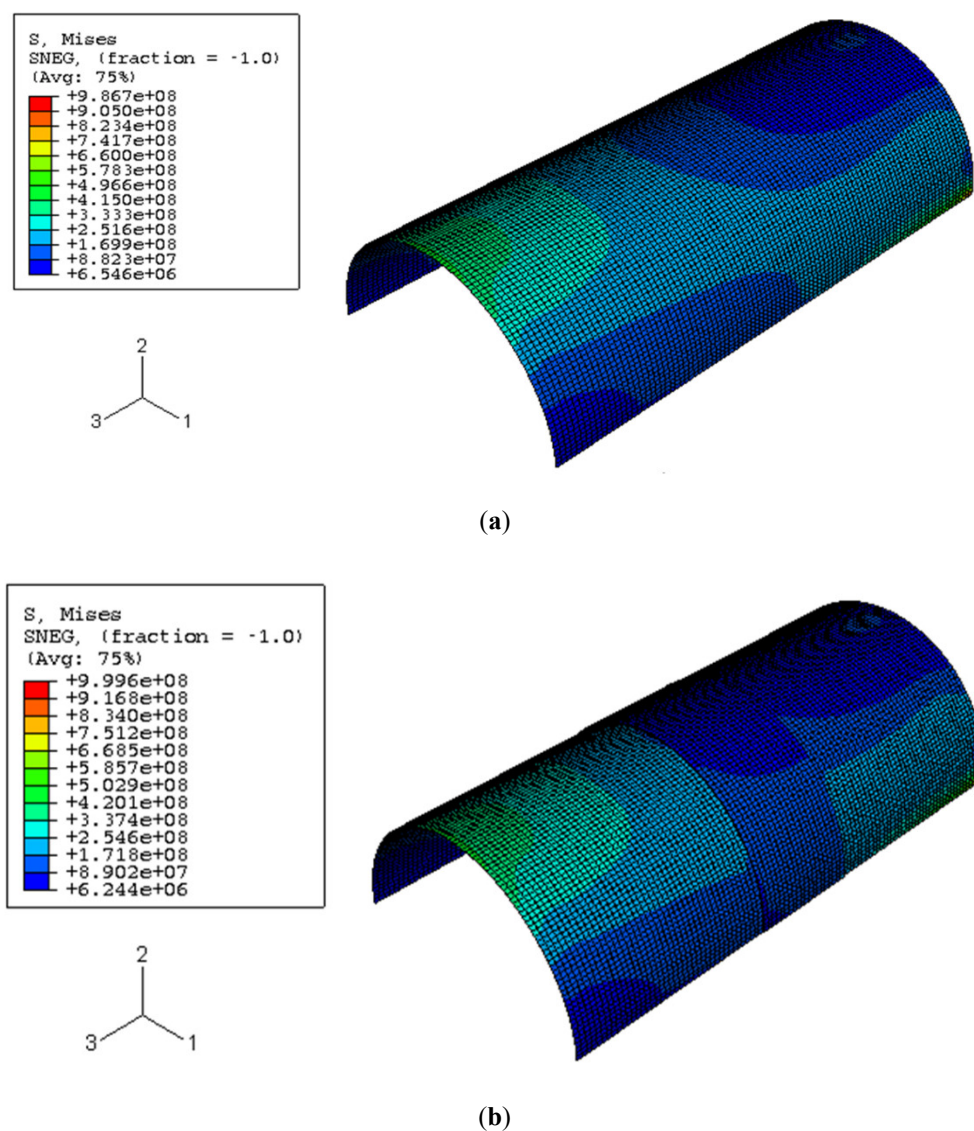 S, Mises
SNEG, (fraction = -1.0)
(Avg: 75%)
+9.867e+08
+9.050e+08
+8.234e+08
+7.417e+08
+6.600e+08
+5.783e+08
+4.966e+08
+4.150e+08
+3.333e+08
+2.516e+08
+1.699e+08
+8.823e+07
+6.546e+06
2
3
1
(a)
S, Mises
SNEG, (fraction = -1.0)
(Avg: 75%)
+9.996e+08
+9.168e+08
+8.340e+08
+7.512e+08
+6.685e+08
+5.857e+08
+5.029e+08
+4.201e+08
+3.374e+08
+2.546e+08
+1.718e+08
+8.902e+07
+6.244e+06
2
3
1
(b)